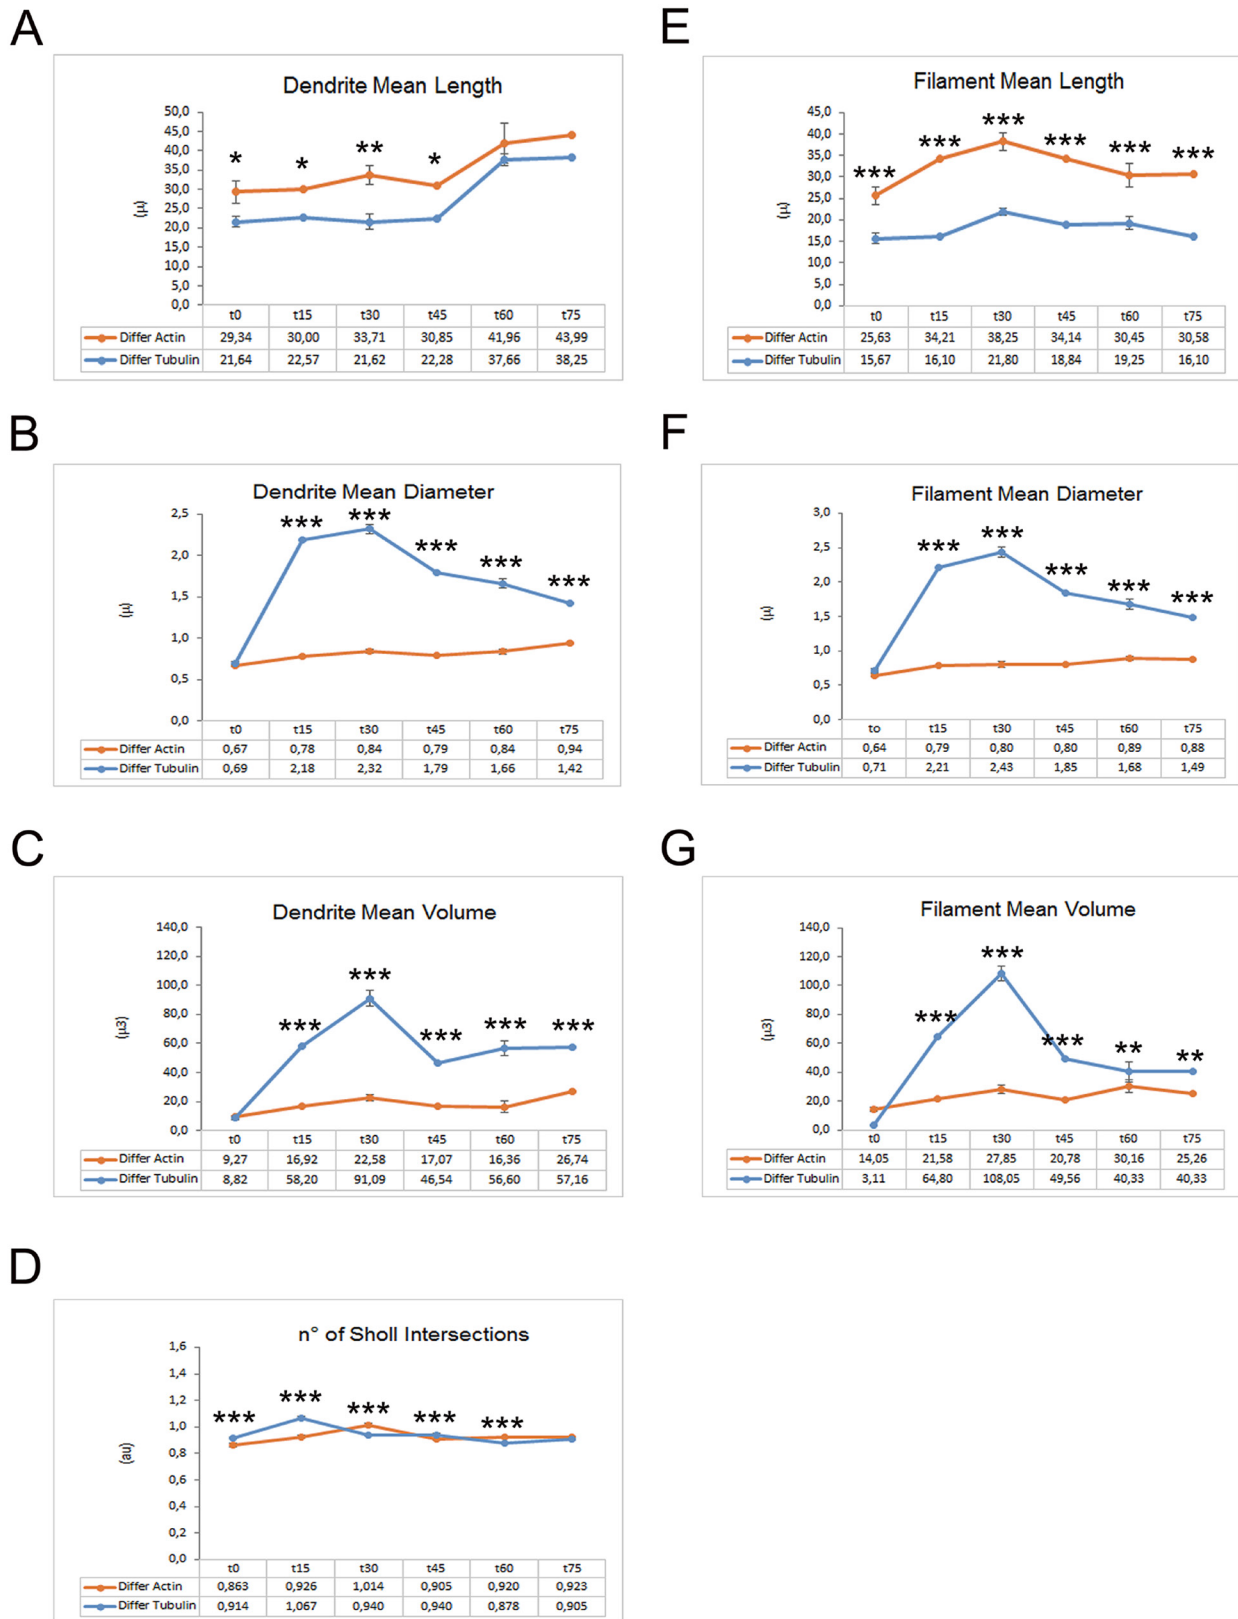 A
Dendrite Mean Length
50,0
45,0
40,0
35,0
30,0
25,0
20,0
15,0
10,0
5,0
0,0
(µ)
* * ** *
t0 t15 t30 t45 t60 t75
Differ Actin 29,34 30,00 33,71 30,85 41,96 43,99
Differ Tubulin 21,64 22,57 21,62 22,28 37,66 38,25
B
Dendrite Mean Diameter
2,5
2,0
1,5
1,0
0,5
0,0
(µ)
*** *** *** *** ***
t0 t15 t30 t45 t60 t75
Differ Actin 0,67 0,78 0,84 0,79 0,84 0,94
Differ Tubulin 0,69 2,18 2,32 1,79 1,66 1,42
C
Dendrite Mean Volume
140,0
120,0
100,0
80,0
60,0
40,0
20,0
0,0
(µ3)
*** *** *** *** ***
t0 t15 t30 t45 t60 t75
Differ Actin 9,27 16,92 22,58 17,07 16,36 26,74
Differ Tubulin 8,82 58,20 91,09 46,54 56,60 57,16
D
n° of Sholl Intersections
1,6
1,4
1,2
1,0
0,8
0,6
0,4
0,2
0,0
(au)
*** *** *** *** ***
t0 t15 t30 t45 t60 t75
Differ Actin 0,863 0,926 1,014 0,905 0,920 0,923
Differ Tubulin 0,914 1,067 0,940 0,940 0,878 0,905
E
Filament Mean Length
45,0
40,0
35,0
30,0
25,0
20,0
15,0
10,0
5,0
0,0
(µ)
*** *** *** *** *** ***
t0 t15 t30 t45 t60 t75
Differ Actin 25,63 34,21 38,25 34,14 30,45 30,58
Differ Tubulin 15,67 16,10 21,80 18,84 19,25 16,10
F
Filament Mean Diameter
3,0
2,5
2,0
1,5
1,0
0,5
0,0
(µ)
*** *** *** *** ***
to t15 t30 t45 t60 t75
Differ Actin 0,64 0,79 0,80 0,80 0,89 0,88
Differ Tubulin 0,71 2,21 2,43 1,85 1,68 1,49
G
Filament Mean Volume
140,0
120,0
100,0
80,0
60,0
40,0
20,0
0,0
(µ3)
*** *** *** ** **
t0 t15 t30 t45 t60 t75
Differ Actin 14,05 21,58 27,85 20,78 30,16 25,26
Differ Tubulin 3,11 64,80 108,05 49,56 40,33 40,33